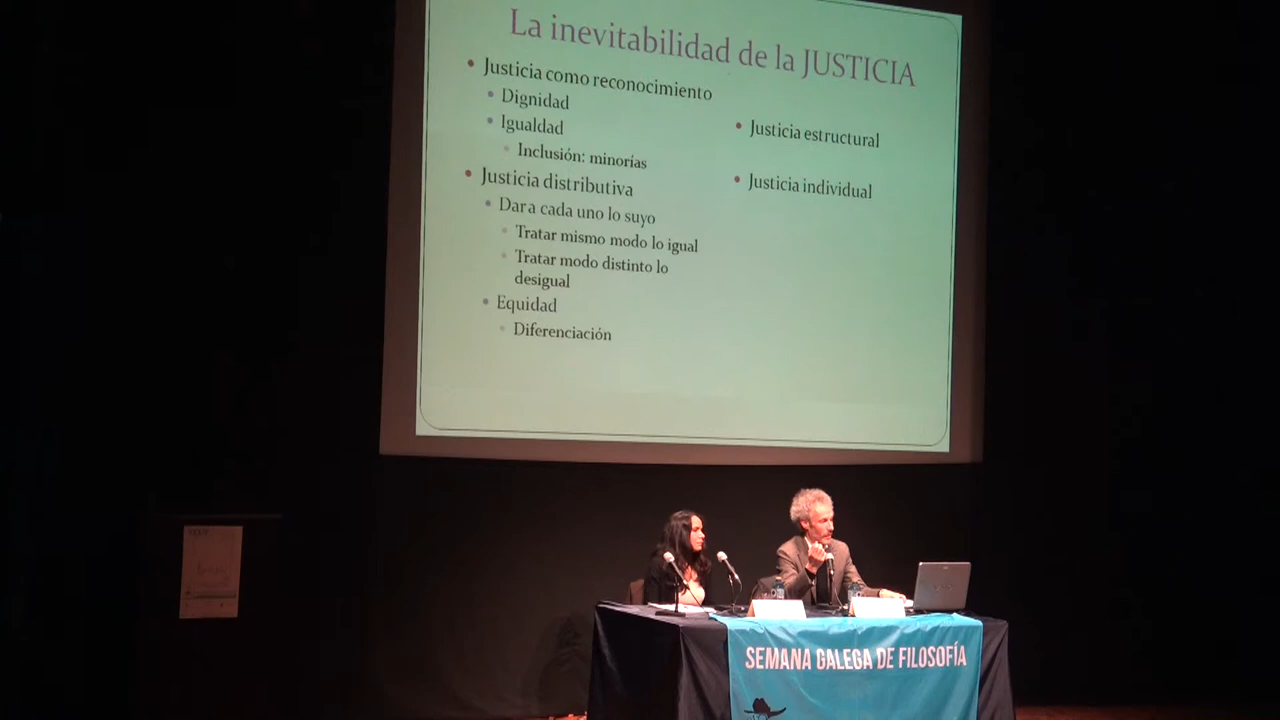 La inevitabilidad de la JUSTICIA
Justicia como reconocimiento
Dignidad
Igualdad
Inclusión: minorías
Justicia distributiva
Dar a cada uno lo suyo
Tratar mismo modo lo igual
Tratar modo distinto lo
desigual
Equidad
Diferenciación
Justicia estructural
Justicia individual
SEMANA GALEGA DE FILOSOFÍA